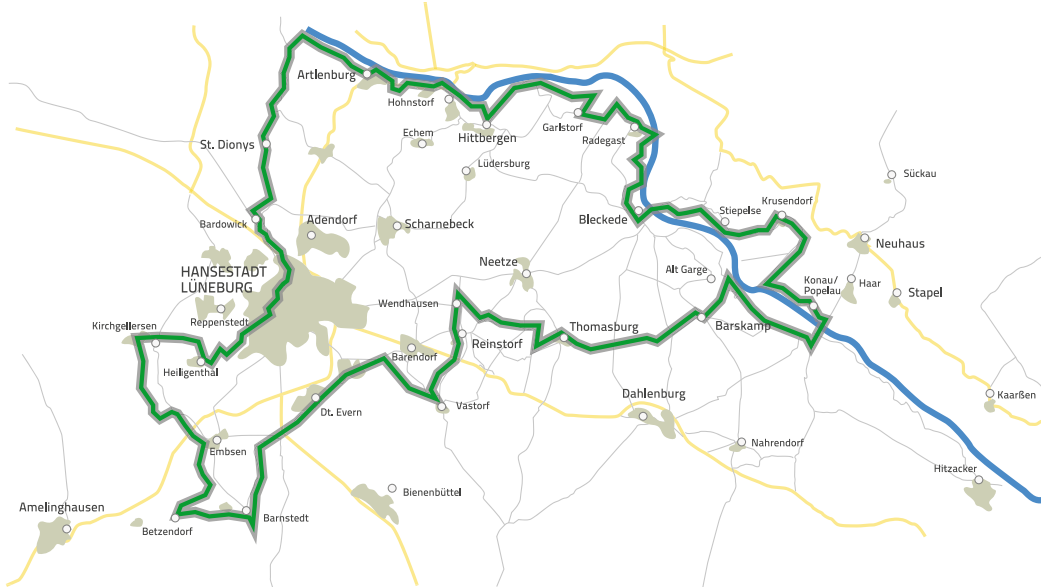 Artlenburg
Hohnstorf
Echem
Hittbergen
Garlstorf
Radegast
St. Dionys
Lüdersburg
Sückau
Bardowick
Adendorf
Scharnebeck
Bleckede
Stiepelse
Krusendorf
Neuhaus
HANSESTADT
LÜNEBURG
Neetze
Alt Garge
Konau/
Popelau
Haar
Stapel
Reppenstedt
Wendhausen
Kirchgellersen
Reinstorf
Thomasburg
Barskamp
Barendorf
Heiligenthal
Dahlenburg
Kaarßen
Dt. Evern
Vastorf
Embsen
Nahrendorf
Hitzacker
Bienenbüttel
Amelinghausen
Barnstedt
Betzendorf